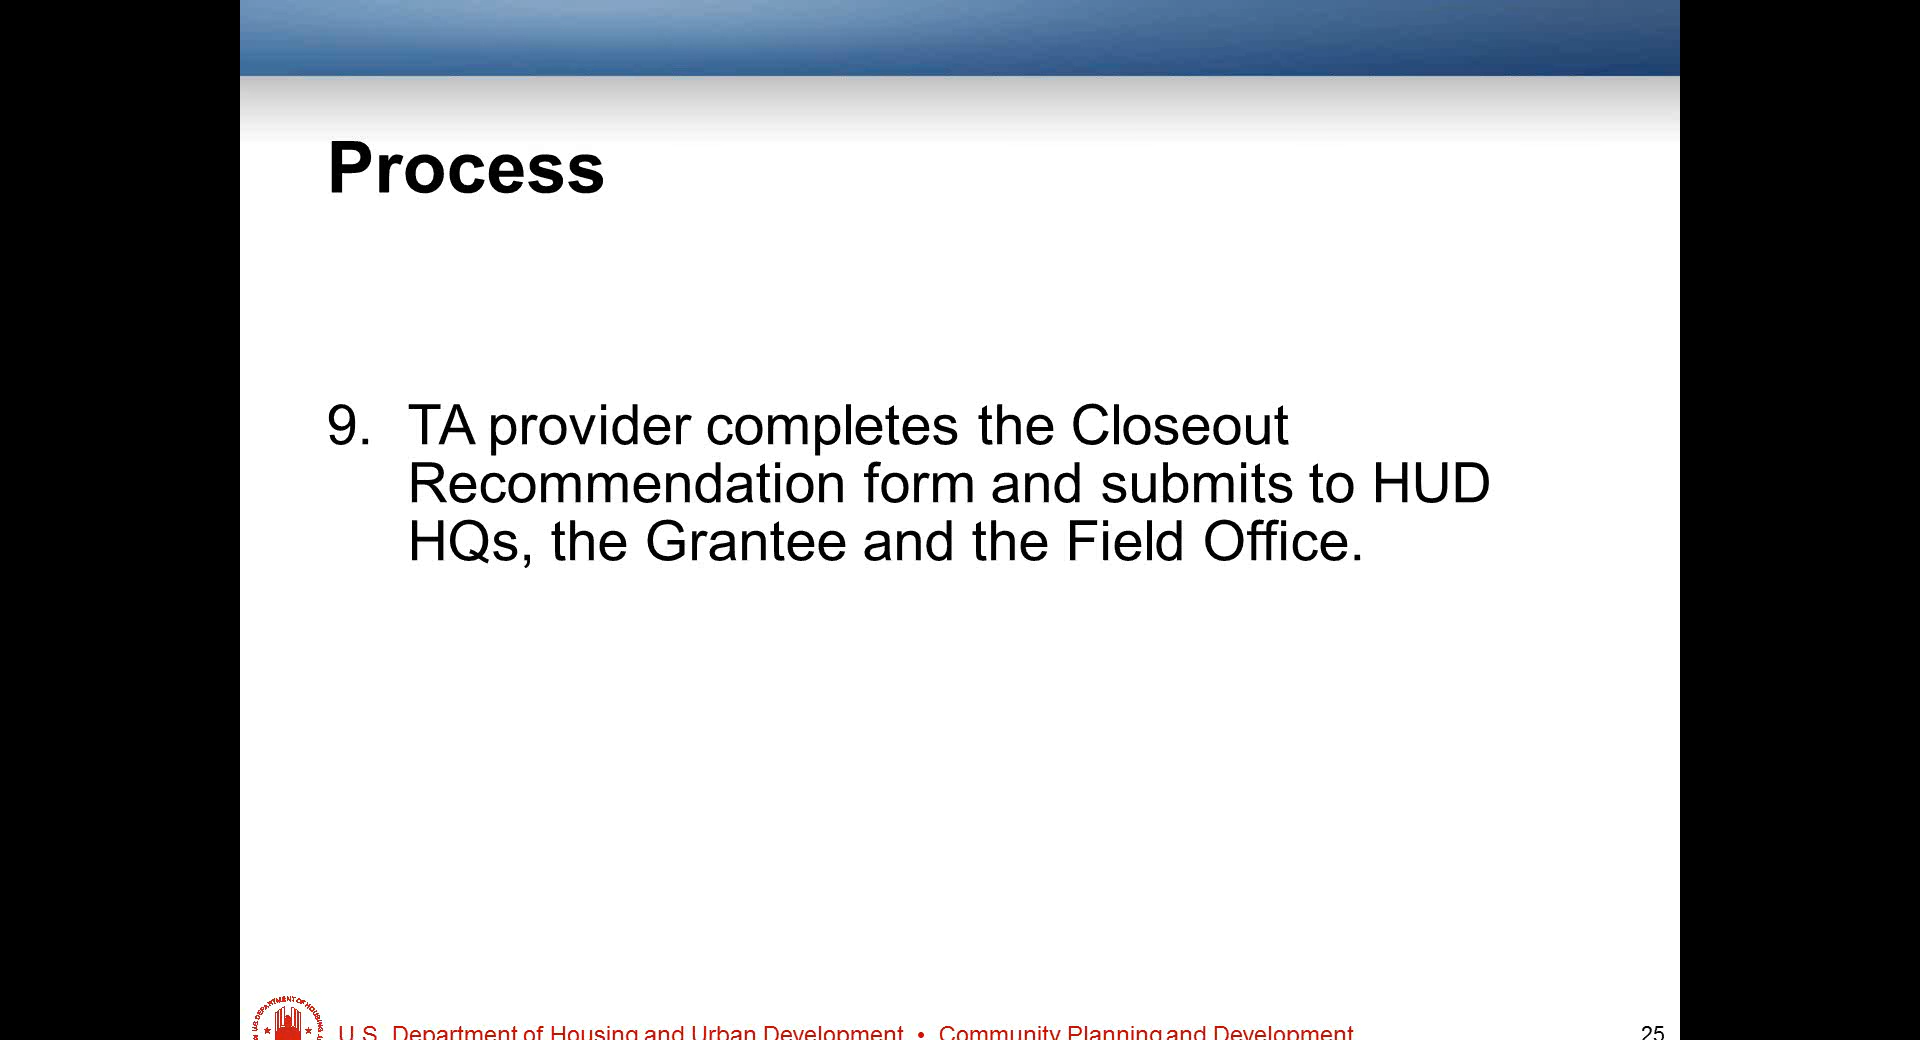 Process
9. TA provider completes the Closeout
Recommendation form and submits to HUD
HQs, the Grantee and the Field Office.
U.S. Department of Housing and Urban Development • Community Planning and Development
25